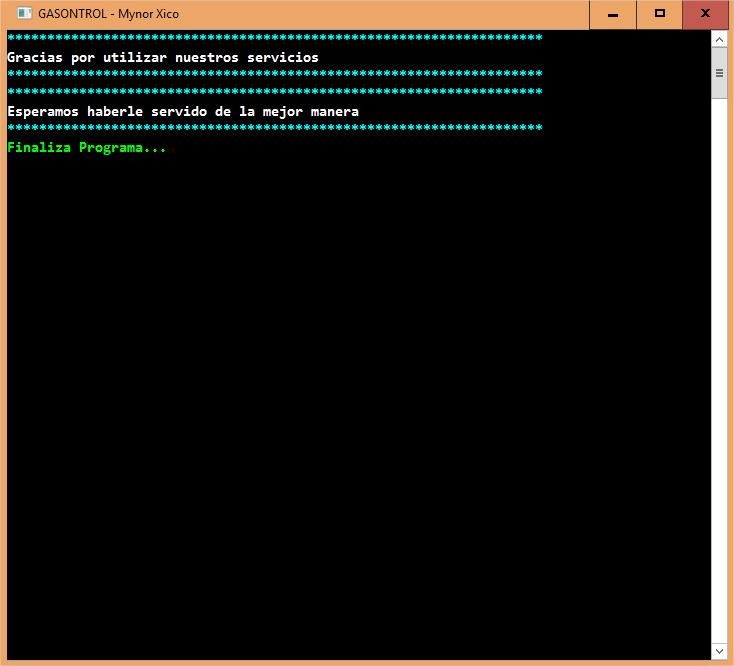 GASONTROL - Mynor Xico
*******************************************************************
Gracias por utilizar nuestros servicios
*******************************************************************
*******************************************************************
Esperamos haberle servido de la mejor manera
*******************************************************************
Finaliza Programa...